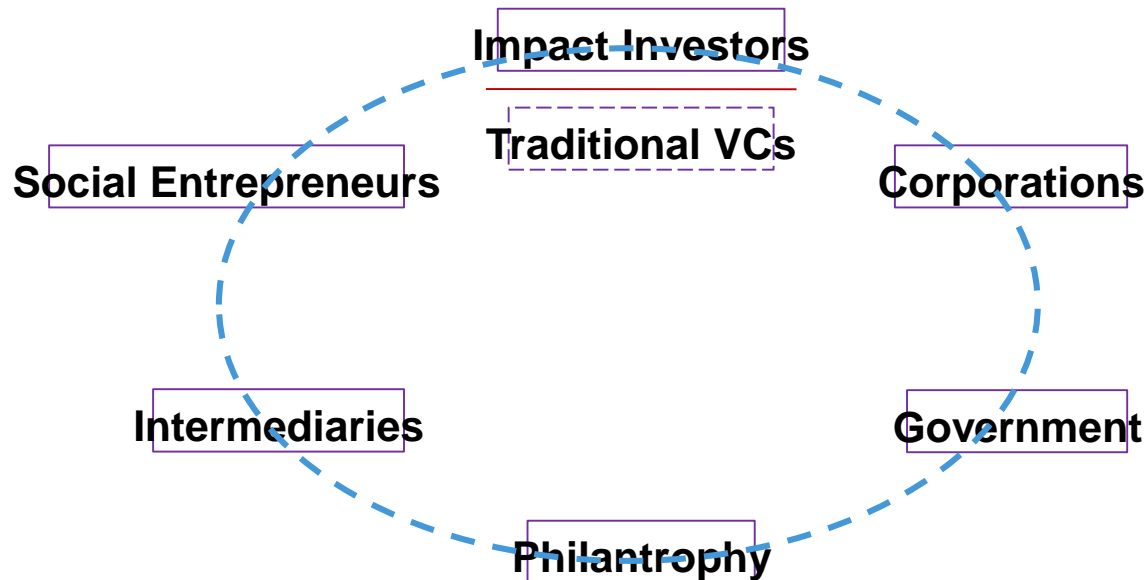 Impact Investors
Traditional VCs
Social Entrepreneurs
Corporations
Intermediaries
Government
Philantrophy